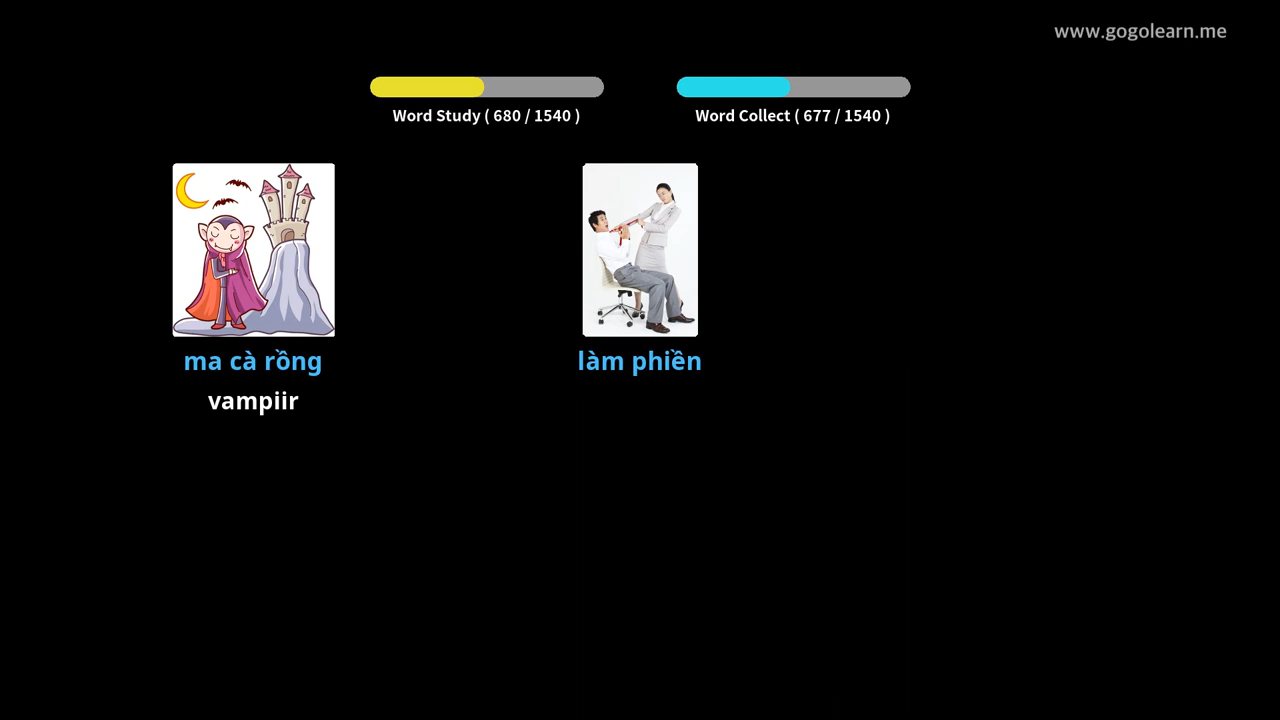 www.gogolearn.me
Word Study ( 680 / 1540 )
Word Collect ( 677 / 1540 )
ma cà rồng
vampiir
làm phiền